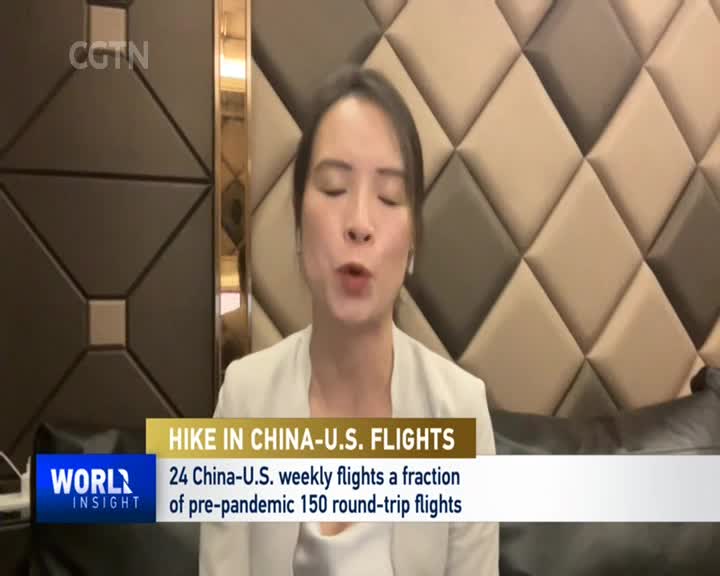 CGTN
HIKE IN CHINA-U.S. FLIGHTS
WORLD
INSIGHT
24 China-U.S. weekly flights a fraction
of pre-pandemic 150 round-trip flights